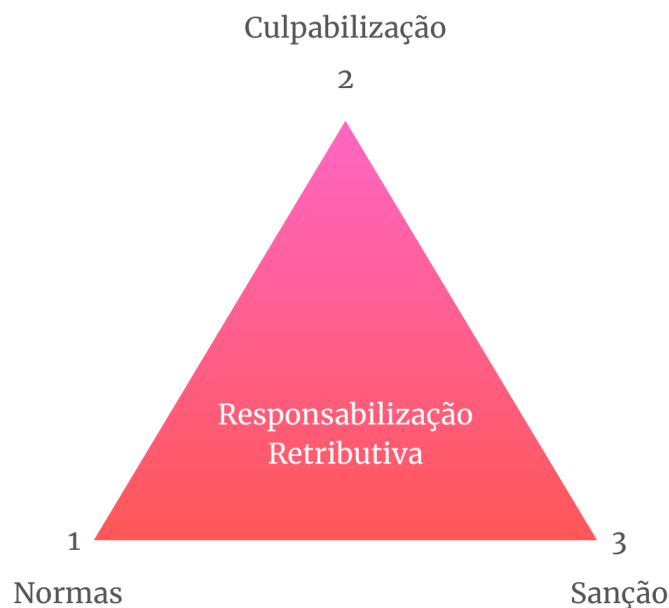 Culpabilização
2
Responsabilização
Retributiva
1
3
Normas
Sanção